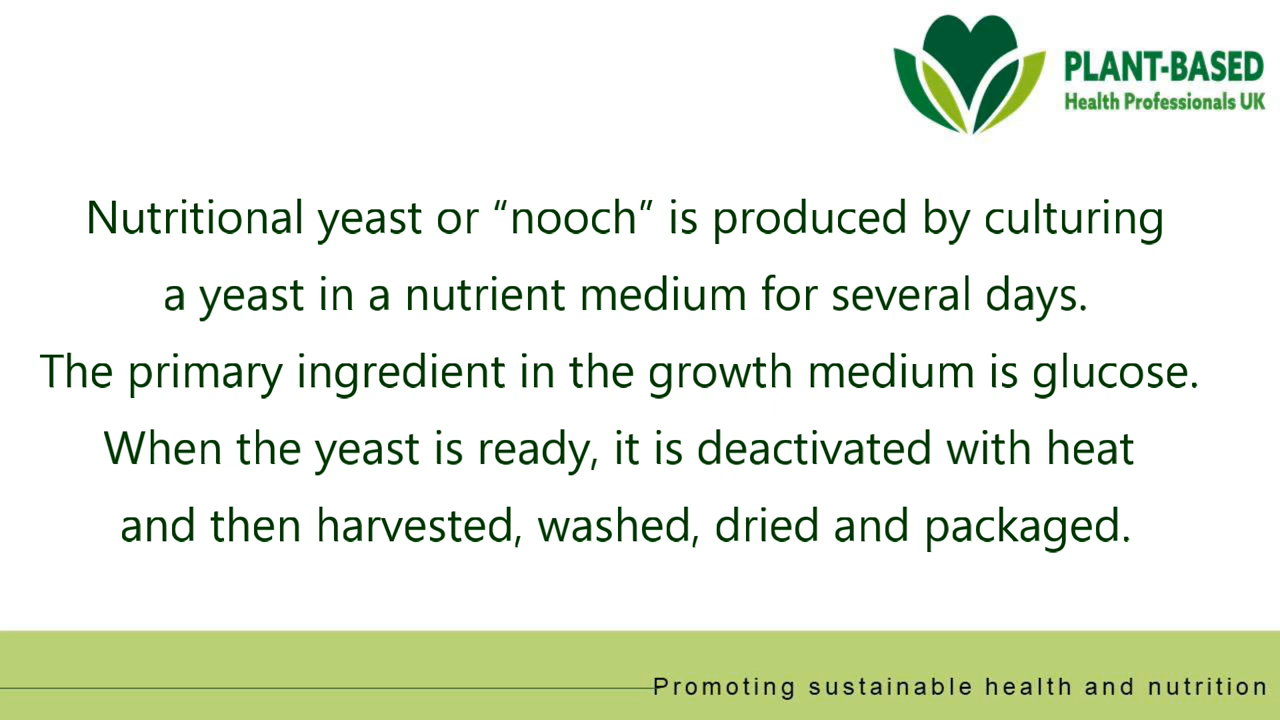 PLANT-BASED
Health Professionals UK
Nutritional yeast or “nooch” is produced by culturing
a yeast in a nutrient medium for several days.
The primary ingredient in the growth medium is glucose.
When the yeast is ready, it is deactivated with heat
and then harvested, washed, dried and packaged.
Promoting sustainable health and nutrition